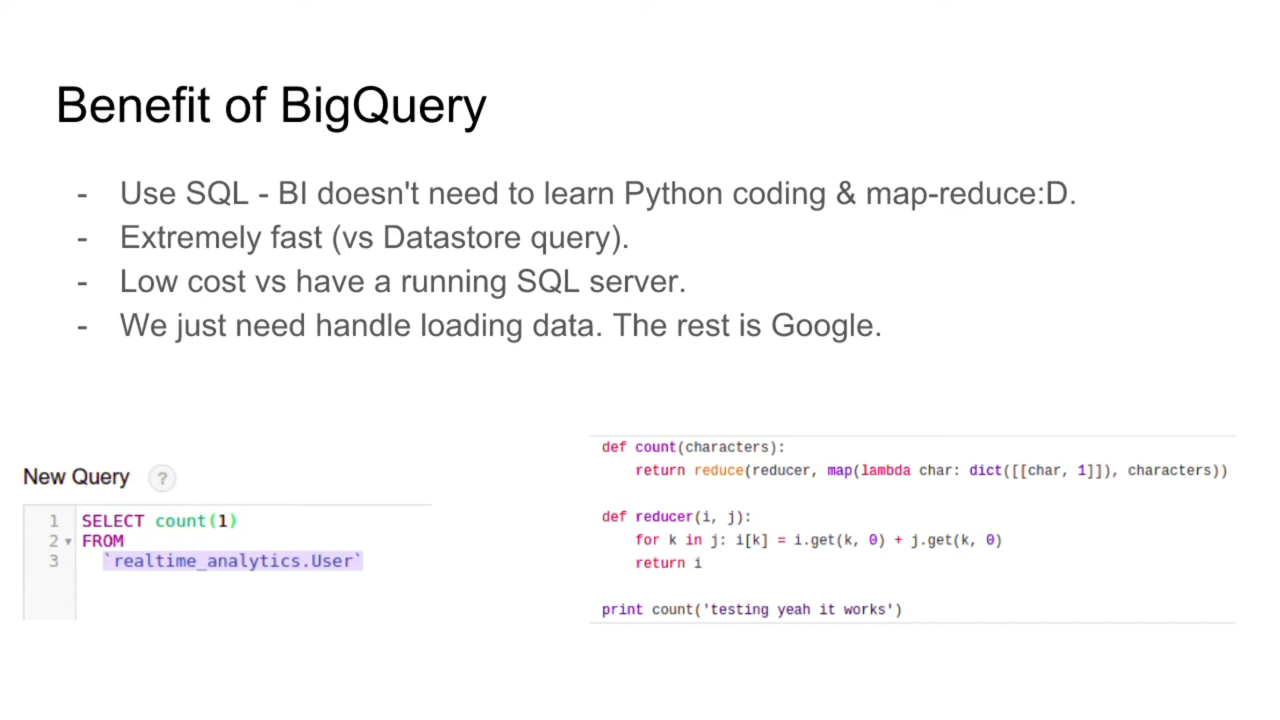 Benefit of BigQuery
- Use SQL - BI doesn't need to learn Python coding & map-reduce:D.
- Extremely fast (vs Datastore query).
- Low cost vs have a running SQL server.
- We just need handle loading data. The rest is Google.
New Query ?
1 SELECT count(1)
2 FROM
3 `realtime_analytics.User`
def count(characters):
return reduce(reducer, map(lambda char: dict([[char, 1]]), characters))
def reducer(i, j):
for k in j: i[k] = i.get(k, 0) + j.get(k, 0)
return i
print count('testing yeah it works')